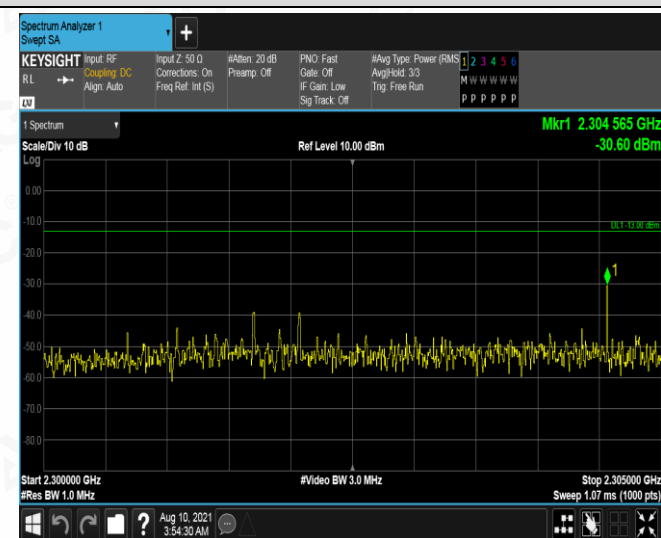 Spectrum Analyzer 1
Swept SA
+
KEYSIGHT Input: RF Input Z: 50 Ω #Atten: 20 dB PNO: Fast #Avg Type: Power (RMS 1 2 3 4 5 6
RL Coupling: DC Corrections: On Preamp: Off Gate: Off Avg|Hold: 3/3 M W W W W W
Align: Auto Freq Ref: Int (S) IF Gain: Low Trig: Free Run
Sig Track: Off P P P P P P
1 Spectrum Mkr1 2.304 565 GHz
Scale/Div 10 dB Ref Level 10.00 dBm -30.60 dBm
Log
0.00
-10.0
DL1 -13.00 dBm
-20.0
1
-30.0
-40.0
-50.0
-60.0
-70.0
-80.0
Start 2.300000 GHz #Video BW 3.0 MHz Stop 2.305000 GHz
#Res BW 1.0 MHz Sweep 1.07 ms (1000 pts)
? Aug 10, 2021
3:54:30 AM